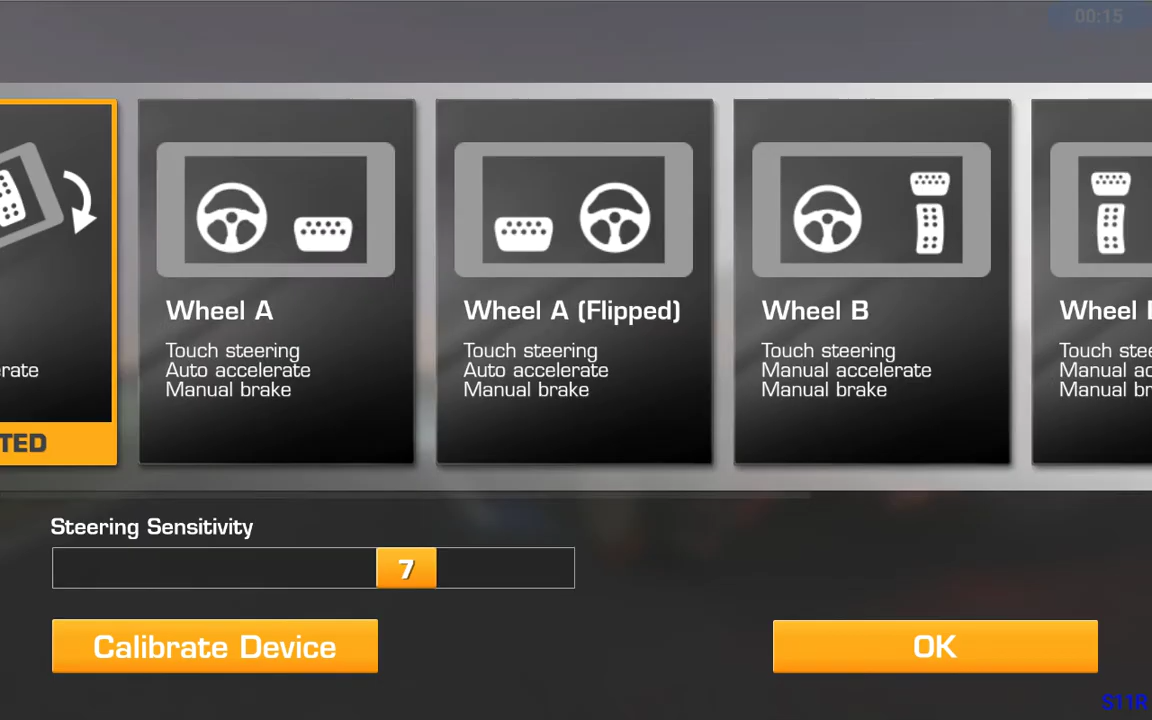 00:15
rate
TED
Wheel A
Touch steering
Auto accelerate
Manual brake
Wheel A (Flipped)
Touch steering
Auto accelerate
Manual brake
Wheel B
Touch steering
Manual accelerate
Manual brake
Wheel
Touch stee
Manual ac
Manual br
Steering Sensitivity
7
Calibrate Device
OK
S11R